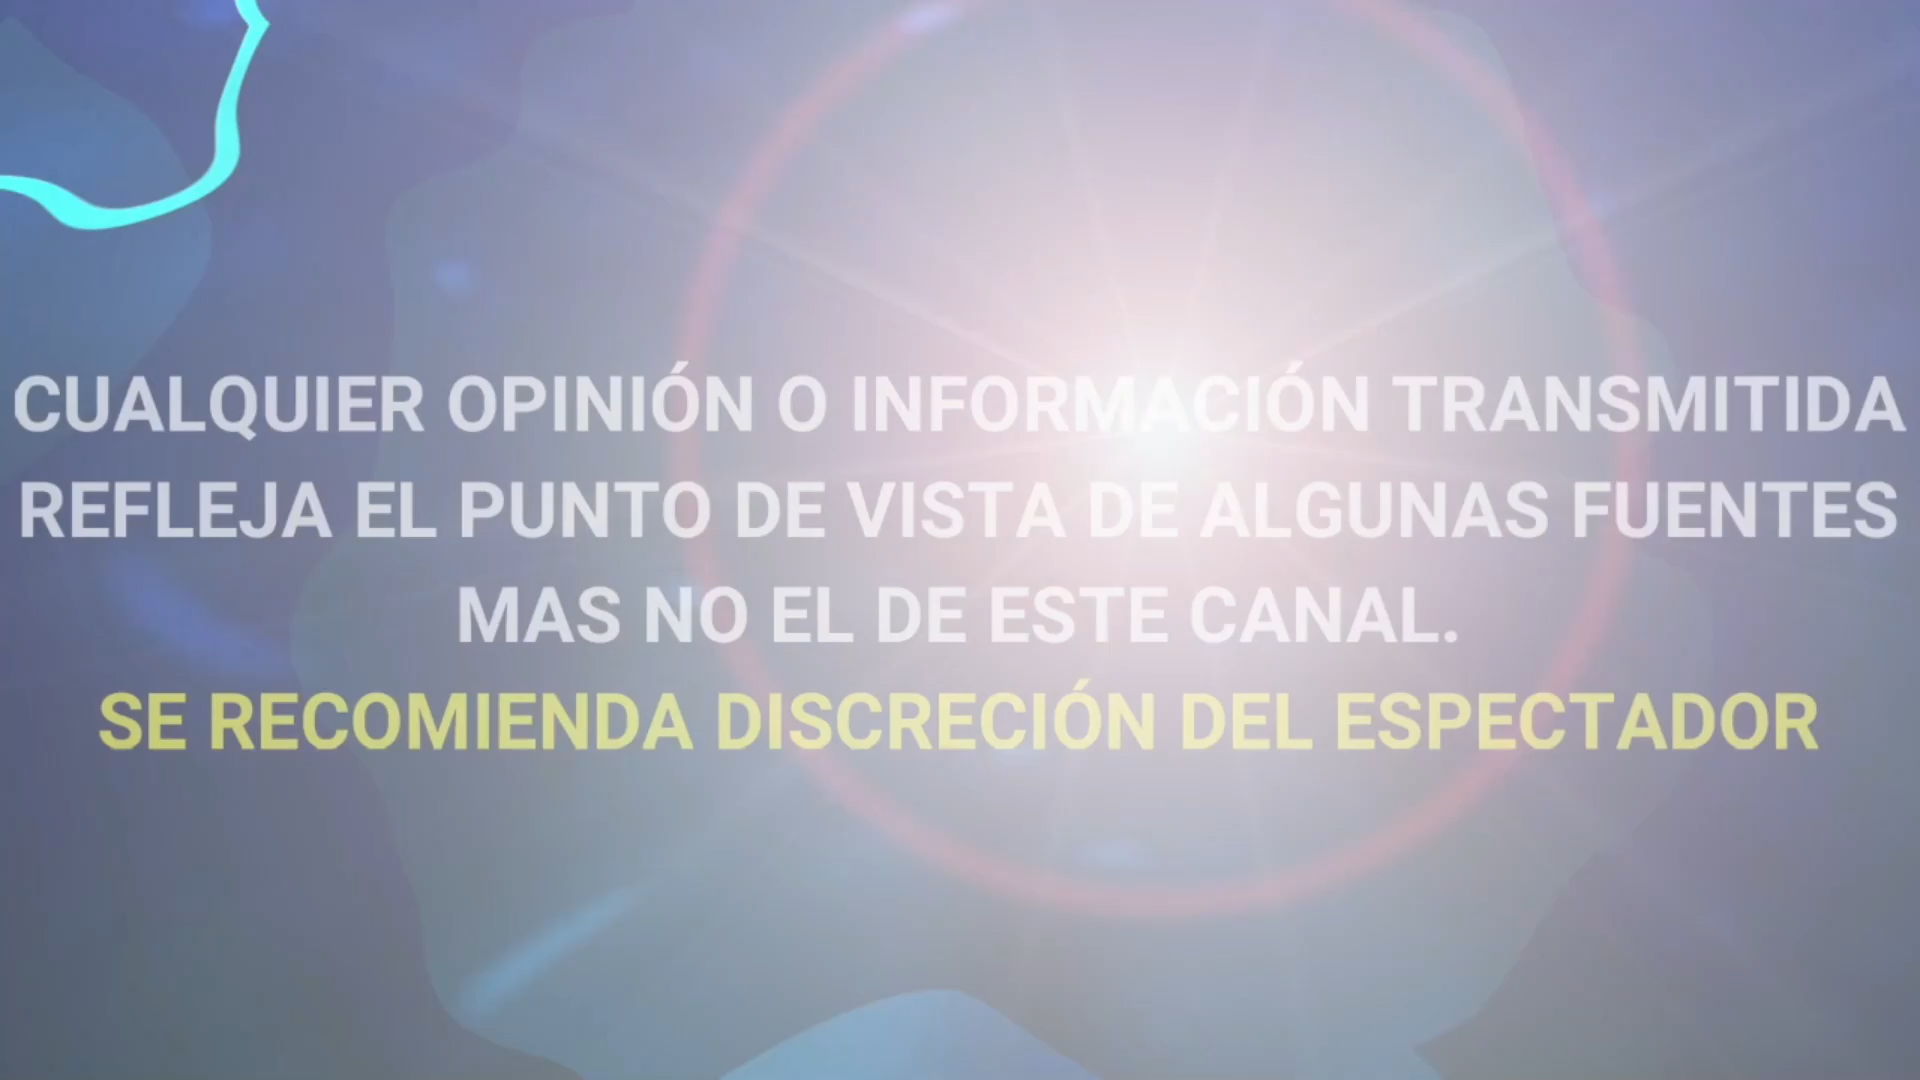 CUALQUIER OPINIÓN O INFORMACIÓN TRANSMITIDA
REFLEJA EL PUNTO DE VISTA DE ALGUNAS FUENTES
MAS NO EL DE ESTE CANAL.
SE RECOMIENDA DISCRECIÓN DEL ESPECTADOR